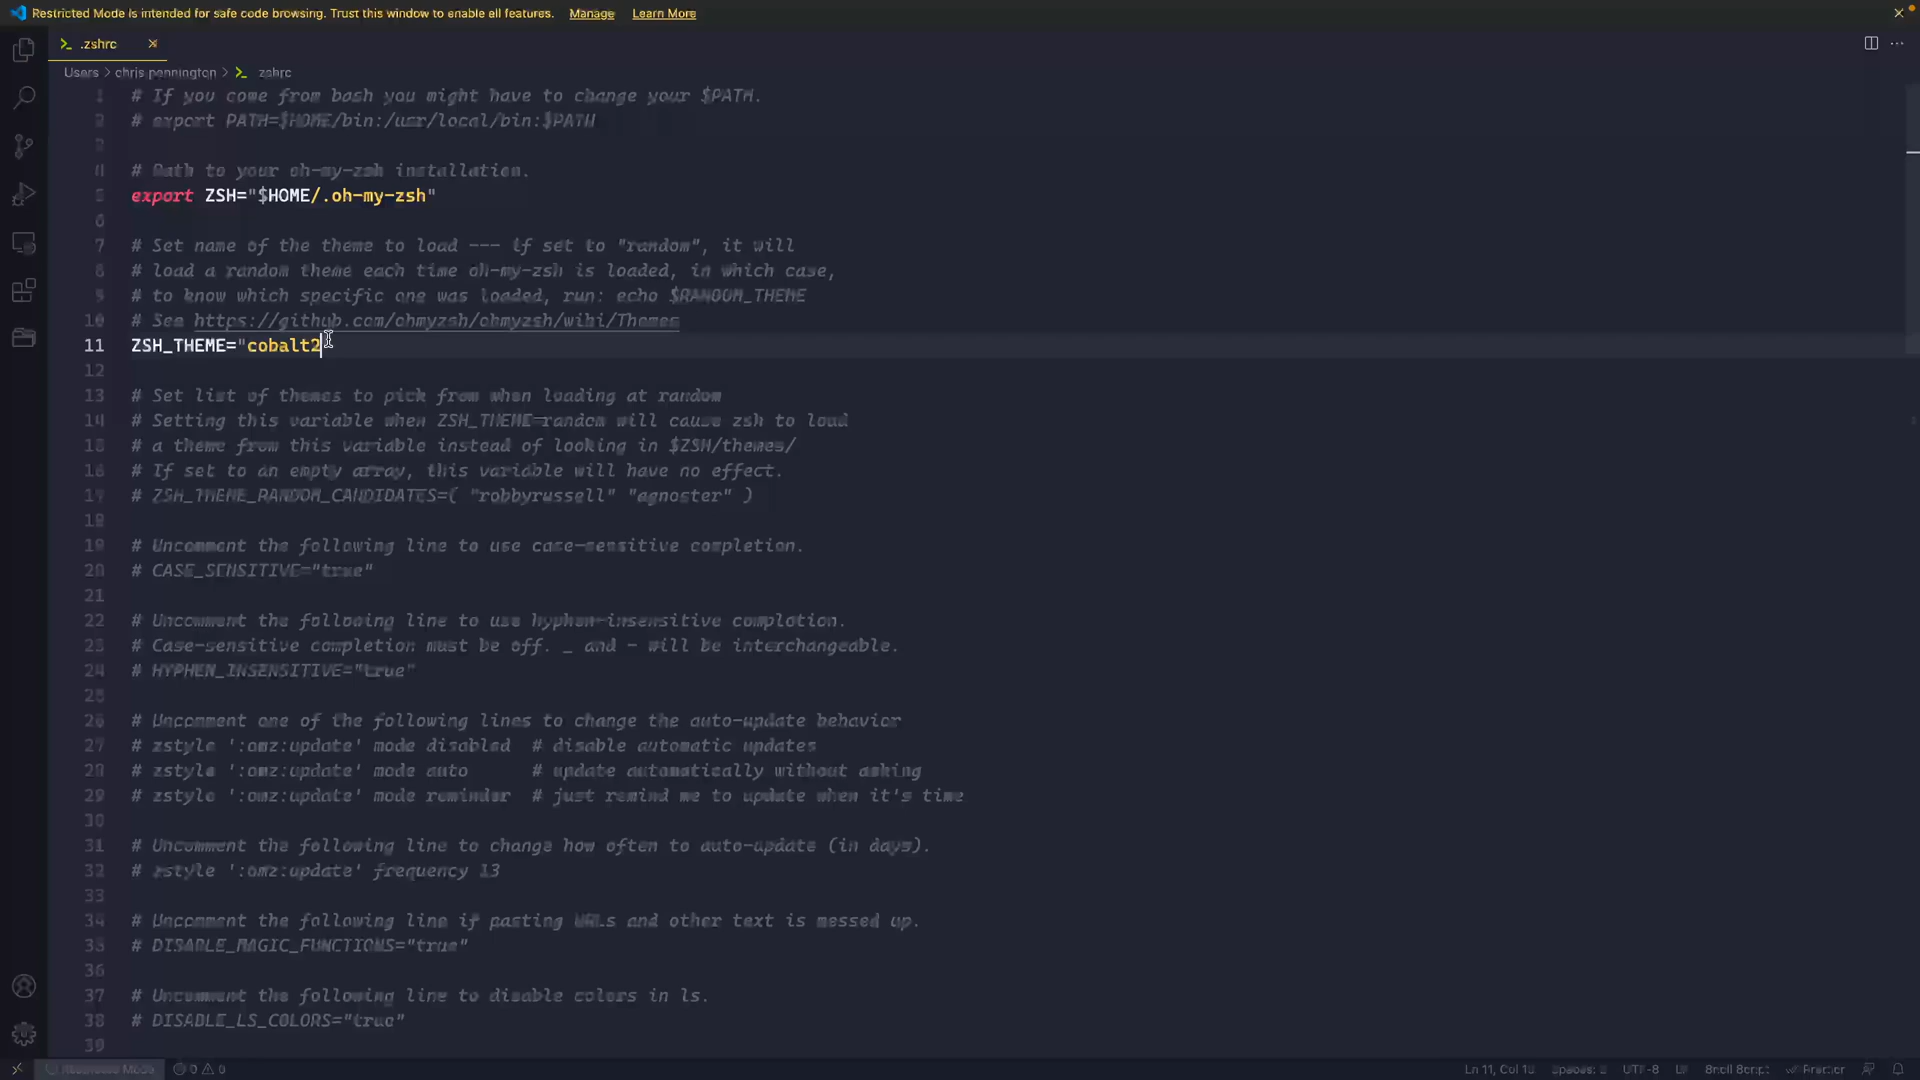 Restricted Mode is intended for safe code browsing. Trust this window to enable all features. Manage Learn More
.zshrc
Users > chris pennington > .zshrc
1 # If you come from bash you might have to change your $PATH.
2 # export PATH=$HOME/bin:/usr/local/bin:$PATH
3
4 # Path to your oh-my-zsh installation.
5 export ZSH="$HOME/.oh-my-zsh"
6
7 # Set name of the theme to load --- if set to "random", it will
8 # load a random theme each time oh-my-zsh is loaded, in which case,
9 # to know which specific one was loaded, run: echo $RANDOM_THEME
10 # See https://github.com/ohmyzsh/ohmyzsh/wiki/Themes
11 ZSH_THEME="cobalt2
12
13 # Set list of themes to pick from when loading at random
14 # Setting this variable when ZSH_THEME=random will cause zsh to load
15 # a theme from this variable instead of looking in $ZSH/themes/
16 # If set to an empty array, this variable will have no effect.
17 # ZSH_THEME_RANDOM_CANDIDATES=( "robbyrussell" "agnoster" )
18
19 # Uncomment the following line to use case-sensitive completion.
20 # CASE_SENSITIVE="true"
21
22 # Uncomment the following line to use hyphen-insensitive completion.
23 # Case-sensitive completion must be off. _ and - will be interchangeable.
24 # HYPHEN_INSENSITIVE="true"
25
26 # Uncomment one of the following lines to change the auto-update behavior
27 # zstyle ':omz:update' mode disabled # disable automatic updates
28 # zstyle ':omz:update' mode auto # update automatically without asking
29 # zstyle ':omz:update' mode reminder # just remind me to update when it's time
30
31 # Uncomment the following line to change how often to auto-update (in days).
32 # zstyle ':omz:update' frequency 13
33
34 # Uncomment the following line if pasting URLs and other text is messed up.
35 # DISABLE_MAGIC_FUNCTIONS="true"
36
37 # Uncomment the following line to disable colors in ls.
38 # DISABLE_LS_COLORS="true"
39
Restricted Mode 0 0 Ln 11, Col 19 Spaces: UTF-8 LF Shell Script Prettier